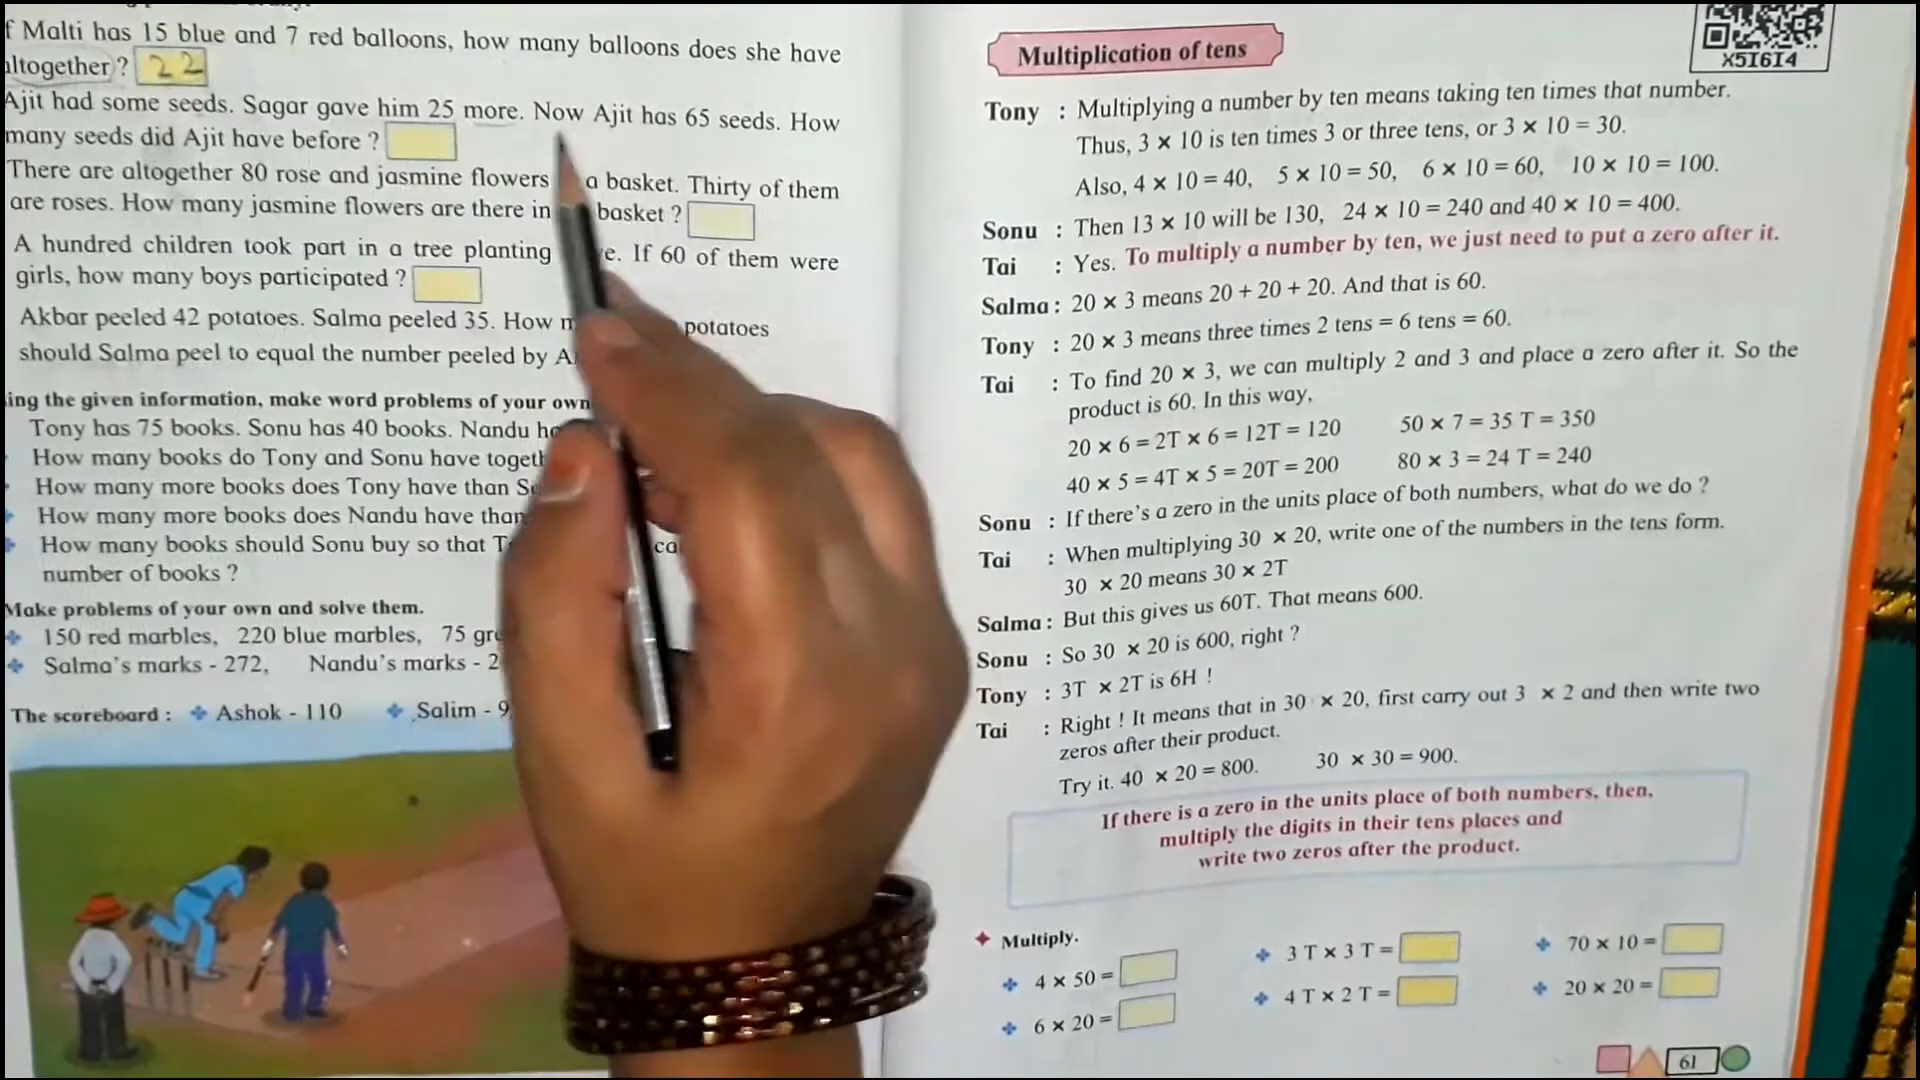 f Malti has 15 blue and 7 red balloons, how many balloons does she have
altogether ? 22
Ajit had some seeds. Sagar gave him 25 more. Now Ajit has 65 seeds. How
many seeds did Ajit have before ?
There are altogether 80 rose and jasmine flowers a basket. Thirty of them
are roses. How many jasmine flowers are there in basket ?
A hundred children took part in a tree planting e. If 60 of them were
girls, how many boys participated ?
Akbar peeled 42 potatoes. Salma peeled 35. How m potatoes
should Salma peel to equal the number peeled by A
ing the given information, make word problems of your own
Tony has 75 books. Sonu has 40 books. Nandu ha
How many books do Tony and Sonu have togeth
How many more books does Tony have than S
How many more books does Nandu have than
How many books should Sonu buy so that T ca
number of books ?
Make problems of your own and solve them.
150 red marbles, 220 blue marbles, 75 gre
Salma's marks - 272, Nandu's marks - 2
The scoreboard : Ashok - 110 Salim - 9
Multiplication of tens
X5I6I4
Tony : Multiplying a number by ten means taking ten times that number.
Thus, 3 × 10 is ten times 3 or three tens, or 3 × 10 = 30.
Also, 4 × 10 = 40, 5 × 10 = 50, 6 × 10 = 60, 10 × 10 = 100.
Sonu : Then 13 × 10 will be 130, 24 × 10 = 240 and 40 × 10 = 400.
Tai : Yes. To multiply a number by ten, we just need to put a zero after it.
Salma : 20 × 3 means 20 + 20 + 20. And that is 60.
Tony : 20 × 3 means three times 2 tens = 6 tens = 60.
Tai : To find 20 × 3, we can multiply 2 and 3 and place a zero after it. So the
product is 60. In this way,
20 × 6 = 2T × 6 = 12T = 120 50 × 7 = 35 T = 350
40 × 5 = 4T × 5 = 20T = 200 80 × 3 = 24 T = 240
Sonu : If there's a zero in the units place of both numbers, what do we do ?
Tai : When multiplying 30 × 20, write one of the numbers in the tens form.
30 × 20 means 30 × 2T
Salma : But this gives us 60T. That means 600.
Sonu : So 30 × 20 is 600, right ?
Tony : 3T × 2T is 6H !
Tai : Right ! It means that in 30 × 20, first carry out 3 × 2 and then write two
zeros after their product.
Try it. 40 × 20 = 800. 30 × 30 = 900.
If there is a zero in the units place of both numbers, then,
multiply the digits in their tens places and
write two zeros after the product.
Multiply.
4 × 50 = 3 T × 3 T = 70 × 10 =
6 × 20 = 4 T × 2 T = 20 × 20 =
61